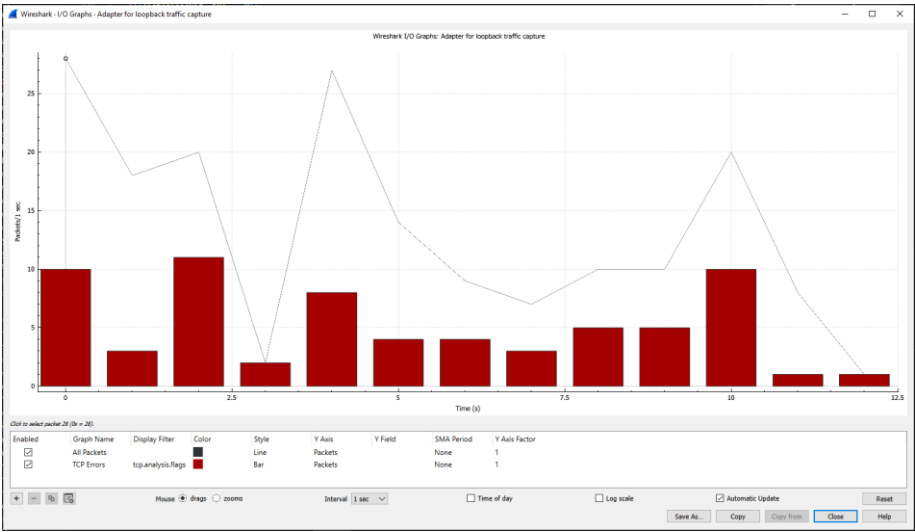 Wireshark · I/O Graphs · Adapter for loopback traffic capture
Wireshark I/O Graphs: Adapter for loopback traffic capture
Packets/1 sec
25
20
15
10
5
0
0 2.5 5 7.5 10 12.5
Time (s)
Click to select packet 28 (0s = 28).
Enabled Graph Name Display Filter Color Style Y Axis Y Field SMA Period Y Axis Factor
All Packets Line Packets None 1
TCP Errors tcp.analysis.flags Bar Packets None 1
+ − Mouse drags zooms Interval 1 sec Time of day Log scale Automatic Update Reset
Save As... Copy Copy from Close Help